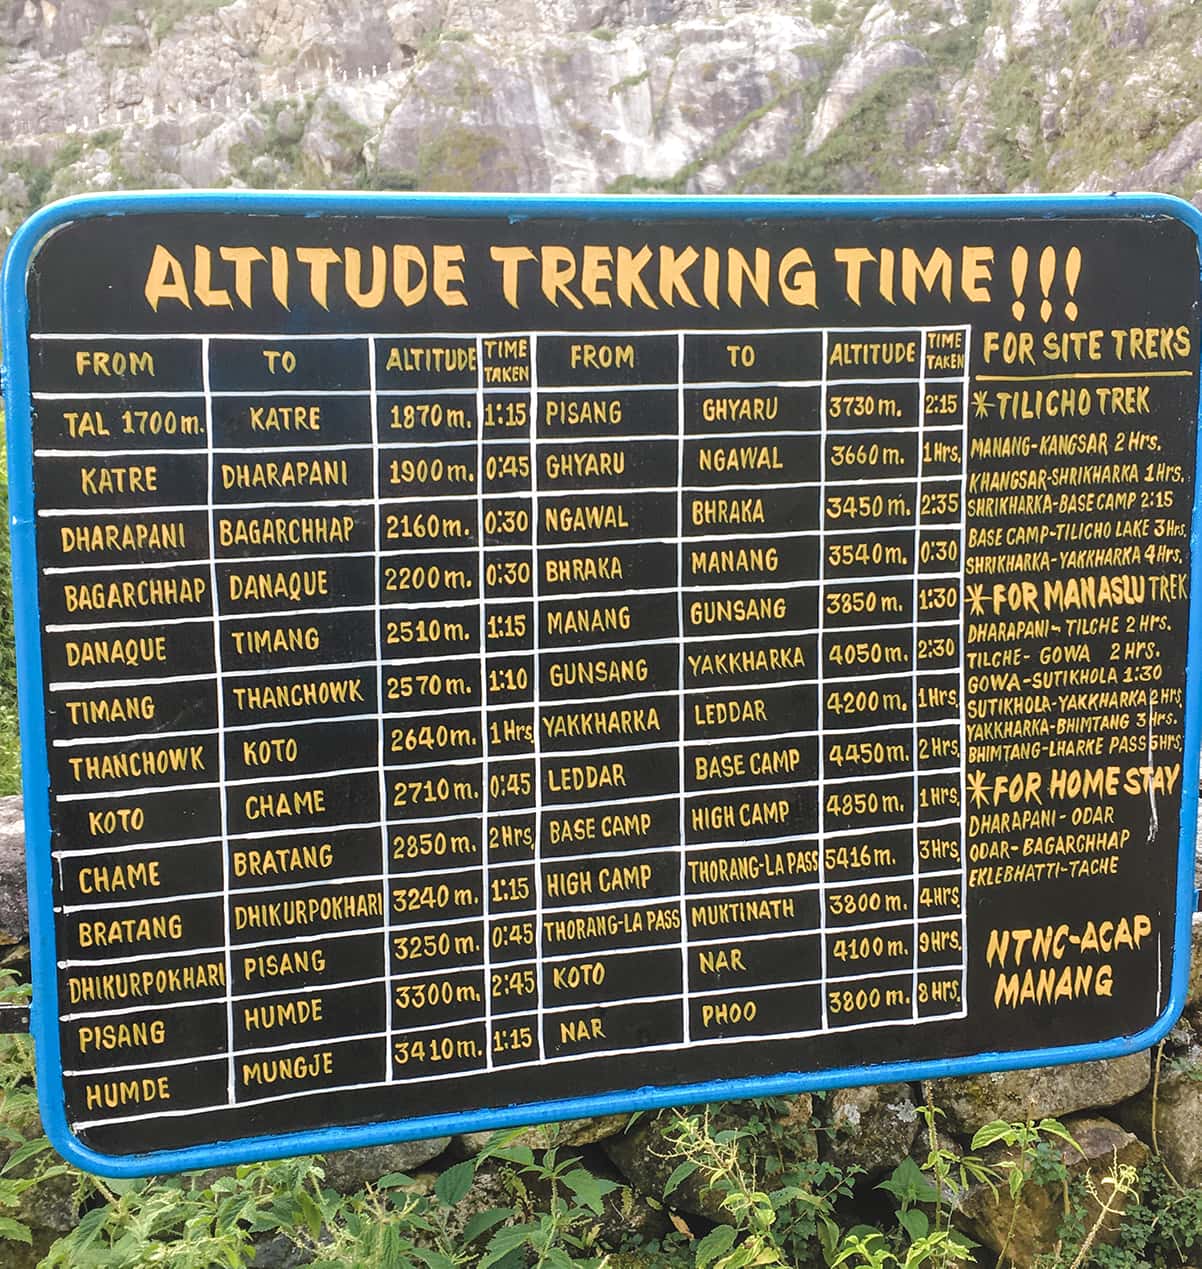 ALTITUDE TREKKING TIME !!!
FROM TO ALTITUDE TIME TAKEN FROM TO ALTITUDE TIME TAKEN
TAL 1700m. KATRE 1870m. 1:15 PISANG GHYARU 3730m. 2:15
KATRE DHARAPANI 1900m. 0:45 GHYARU NGAWAL 3660m. 1Hrs.
DHARAPANI BAGARCHHAP 2160m. 0:30 NGAWAL BHRAKA 3450m. 2:35
BAGARCHHAP DANAQUE 2200m. 0:30 BHRAKA MANANG 3540m. 0:30
DANAQUE TIMANG 2510m. 1:15 MANANG GUNSANG 3850m. 1:30
TIMANG THANCHOWK 2570m. 1:10 GUNSANG YAKKHARKA 4050m. 2:30
THANCHOWK KOTO 2640m. 1Hrs. YAKKHARKA LEDDAR 4200m. 1Hrs.
KOTO CHAME 2710m. 0:45 LEDDAR BASE CAMP 4450m. 2Hrs.
CHAME BRATANG 2850m. 2Hrs. BASE CAMP HIGH CAMP 4850m. 1Hrs.
BRATANG DHIKURPOKHARI 3240m. 1:15 HIGH CAMP THORANG-LA PASS 5416m. 3Hrs.
DHIKURPOKHARI PISANG 3250m. 0:45 THORANG-LA PASS MUKTINATH 3800m. 4Hrs.
PISANG HUMDE 3300m. 2:45 KOTO NAR 4100m. 9Hrs.
HUMDE MUNGJE 3410m. 1:15 NAR PHOO 3800m. 8Hrs.
FOR SITE TREKS
*TILICHO TREK
MANANG-KANGSAR 2 Hrs.
KHANGSAR-SHRIKHARKA 1Hrs.
SHRIKHARKA-BASE CAMP 2:15
BASE CAMP-TILICHO LAKE 3Hrs.
SHRIKHARKA-YAKKHARKA 4Hrs.
*FOR MANASLU TREK
DHARAPANI-TILCHE 2 Hrs.
TILCHE- GOWA 2 Hrs.
GOWA-SUTIKHOLA 1:30
SUTIKHOLA-YAKKHARKA 2Hrs
YAKKHARKA-BHIMTANG 3 Hrs.
BHIMTANG-LHARKE PASS 5Hrs.
*FOR HOME STAY
DHARAPANI-ODAR
ODAR-BAGARCHHAP
EKLEBHATTI-TACHE
NTNC-ACAP
MANANG